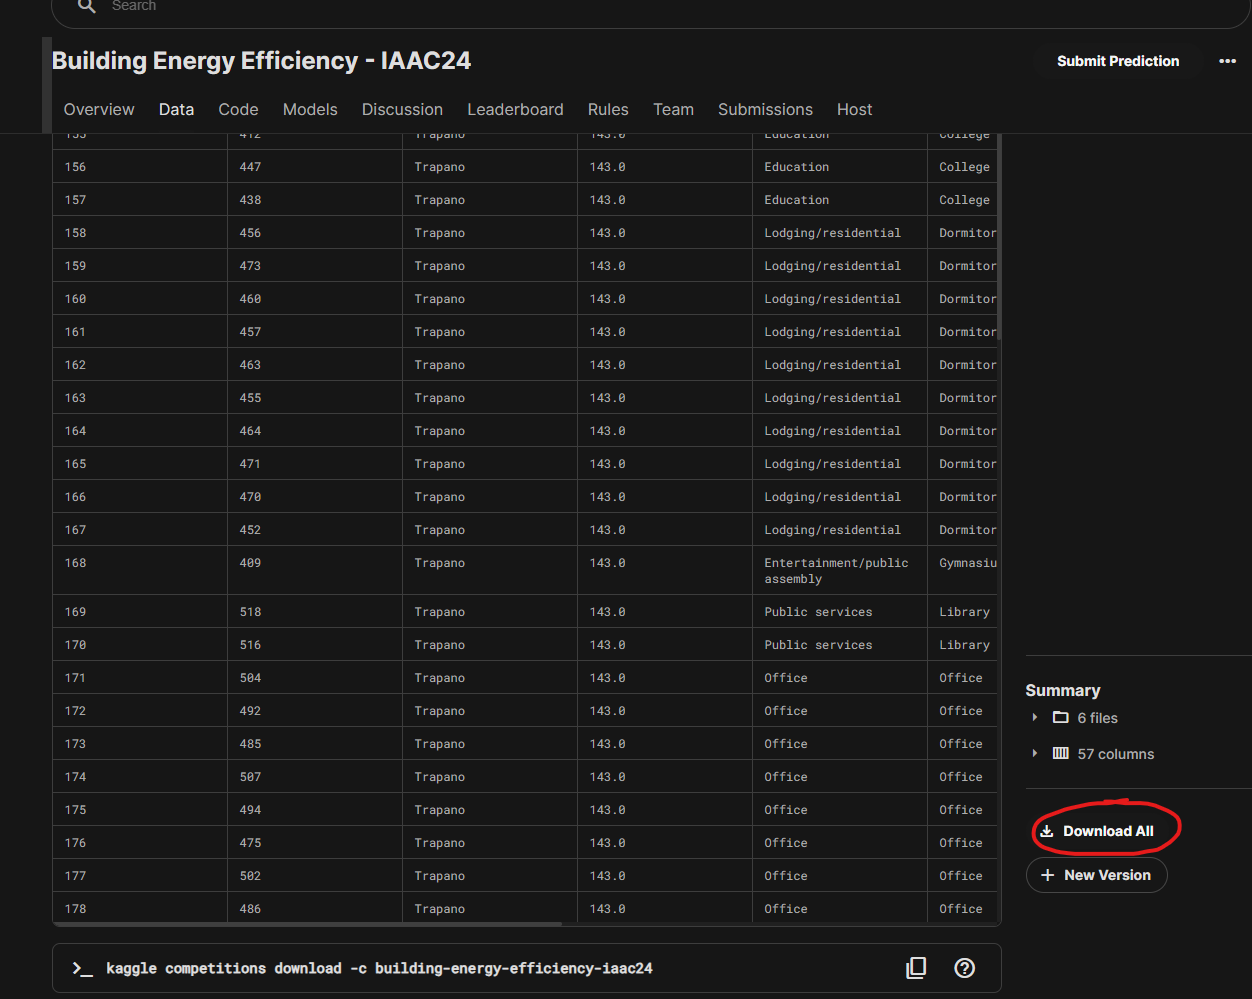 Search
Building Energy Efficiency - IAAC24
Submit Prediction
Overview Data Code Models Discussion Leaderboard Rules Team Submissions Host
412 Trapano 143.0 Education College
156 447 Trapano 143.0 Education College
157 438 Trapano 143.0 Education College
158 456 Trapano 143.0 Lodging/residential Dormitor
159 473 Trapano 143.0 Lodging/residential Dormitor
160 460 Trapano 143.0 Lodging/residential Dormitor
161 457 Trapano 143.0 Lodging/residential Dormitor
162 463 Trapano 143.0 Lodging/residential Dormitor
163 455 Trapano 143.0 Lodging/residential Dormitor
164 464 Trapano 143.0 Lodging/residential Dormitor
165 471 Trapano 143.0 Lodging/residential Dormitor
166 470 Trapano 143.0 Lodging/residential Dormitor
167 452 Trapano 143.0 Lodging/residential Dormitor
168 409 Trapano 143.0 Entertainment/public Gymnasiu
assembly
169 518 Trapano 143.0 Public services Library
170 516 Trapano 143.0 Public services Library
171 504 Trapano 143.0 Office Office
172 492 Trapano 143.0 Office Office
173 485 Trapano 143.0 Office Office
174 507 Trapano 143.0 Office Office
175 494 Trapano 143.0 Office Office
176 475 Trapano 143.0 Office Office
177 502 Trapano 143.0 Office Office
178 486 Trapano 143.0 Office Office
Summary
6 files
57 columns
Download All
+ New Version
>_ kaggle competitions download -c building-energy-efficiency-iaac24